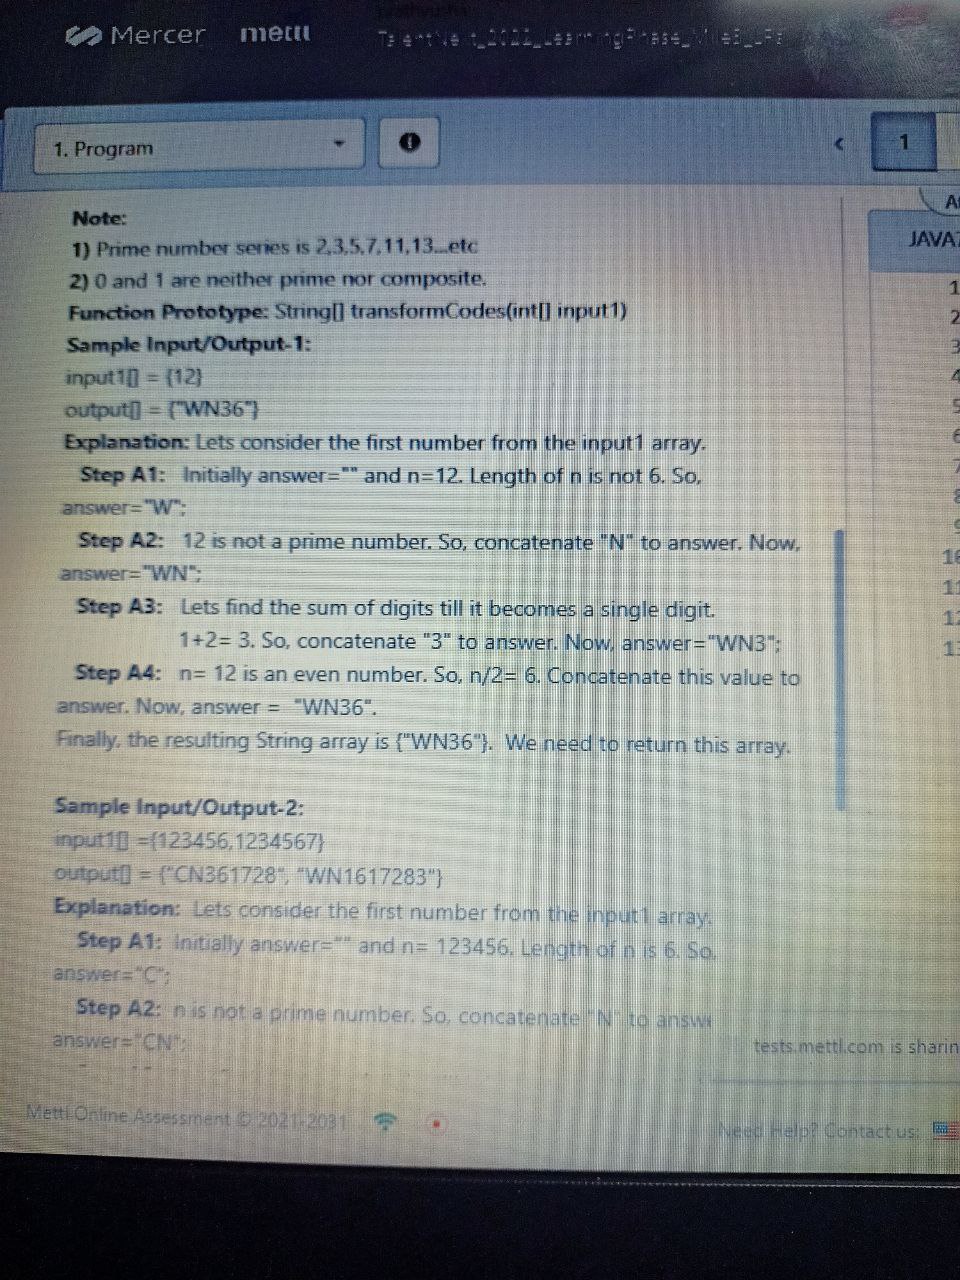 Mercer mettl
1. Program
1
Note:
1) Prime number series is 2,3,5,7,11,13...etc
2) 0 and 1 are neither prime nor composite.
Function Prototype: String[] transformCodes(int[] input1)
Sample Input/Output-1:
input1[] = {12}
output[] = {"WN36"}
Explanation: Lets consider the first number from the input1 array.
Step A1: Initially answer="" and n=12. Length of n is not 6. So,
answer="W";
Step A2: 12 is not a prime number. So, concatenate "N" to answer. Now,
answer="WN";
Step A3: Lets find the sum of digits till it becomes a single digit.
1+2= 3. So, concatenate "3" to answer. Now, answer="WN3";
Step A4: n= 12 is an even number. So, n/2= 6. Concatenate this value to
answer. Now, answer = "WN36".
Finally, the resulting String array is {"WN36"}. We need to return this array.
Sample Input/Output-2:
input1[] ={123456,1234567}
output[] = {"CN361728", "WN1617283"}
Explanation: Lets consider the first number from the input1 array.
Step A1: Initially answer="" and n= 123456. Length of n is 6. So,
answer="C";
Step A2: n is not a prime number. So, concatenate "N" to answ
answer="CN";
JAVA7
1
2
3
4
5
6
7
8
9
10
11
12
13
tests.mettl.com is sharin
Mettl Online Assessment © 2021-2031
Need Help? Contact us: